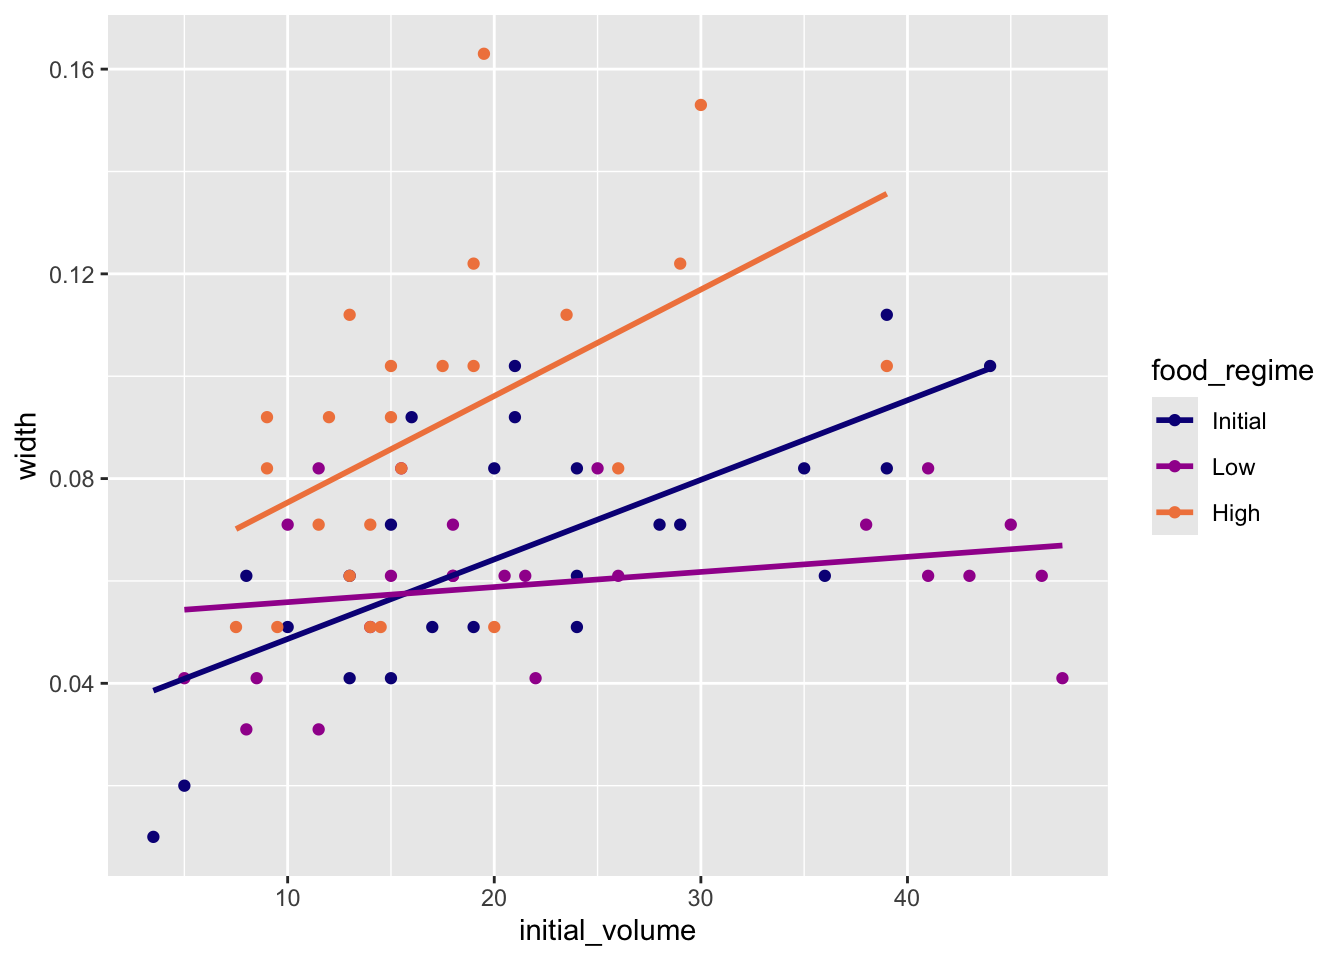 0.16
0.12
0.08
0.04
width
10 20 30 40
initial_volume
food_regime
Initial
Low
High